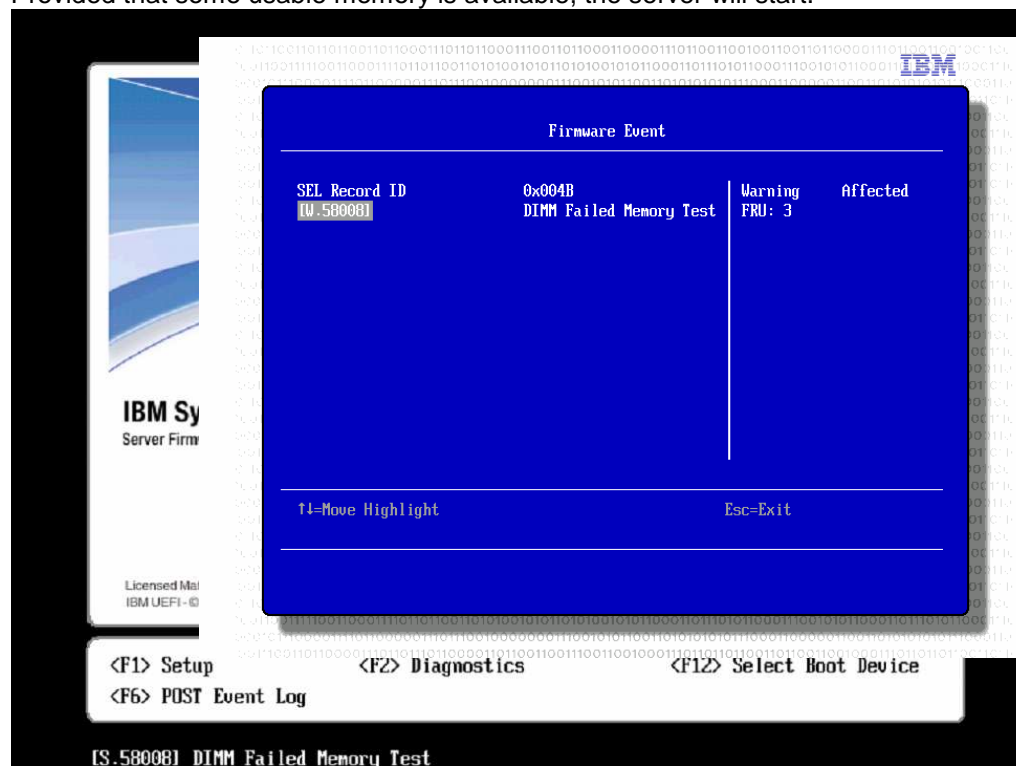 Provided that some usable memory is available, the server will start.
IBM
Firmware Event
SEL Record ID 0x004B Warning Affected
[W.58008] DIMM Failed Memory Test FRU: 3
IBM Sy
Server Firm
↑↓=Move Highlight Esc=Exit
Licensed Mat
IBM UEFI - ©
<F1> Setup <F2> Diagnostics <F12> Select Boot Device
<F6> POST Event Log
[S.58008] DIMM Failed Memory Test